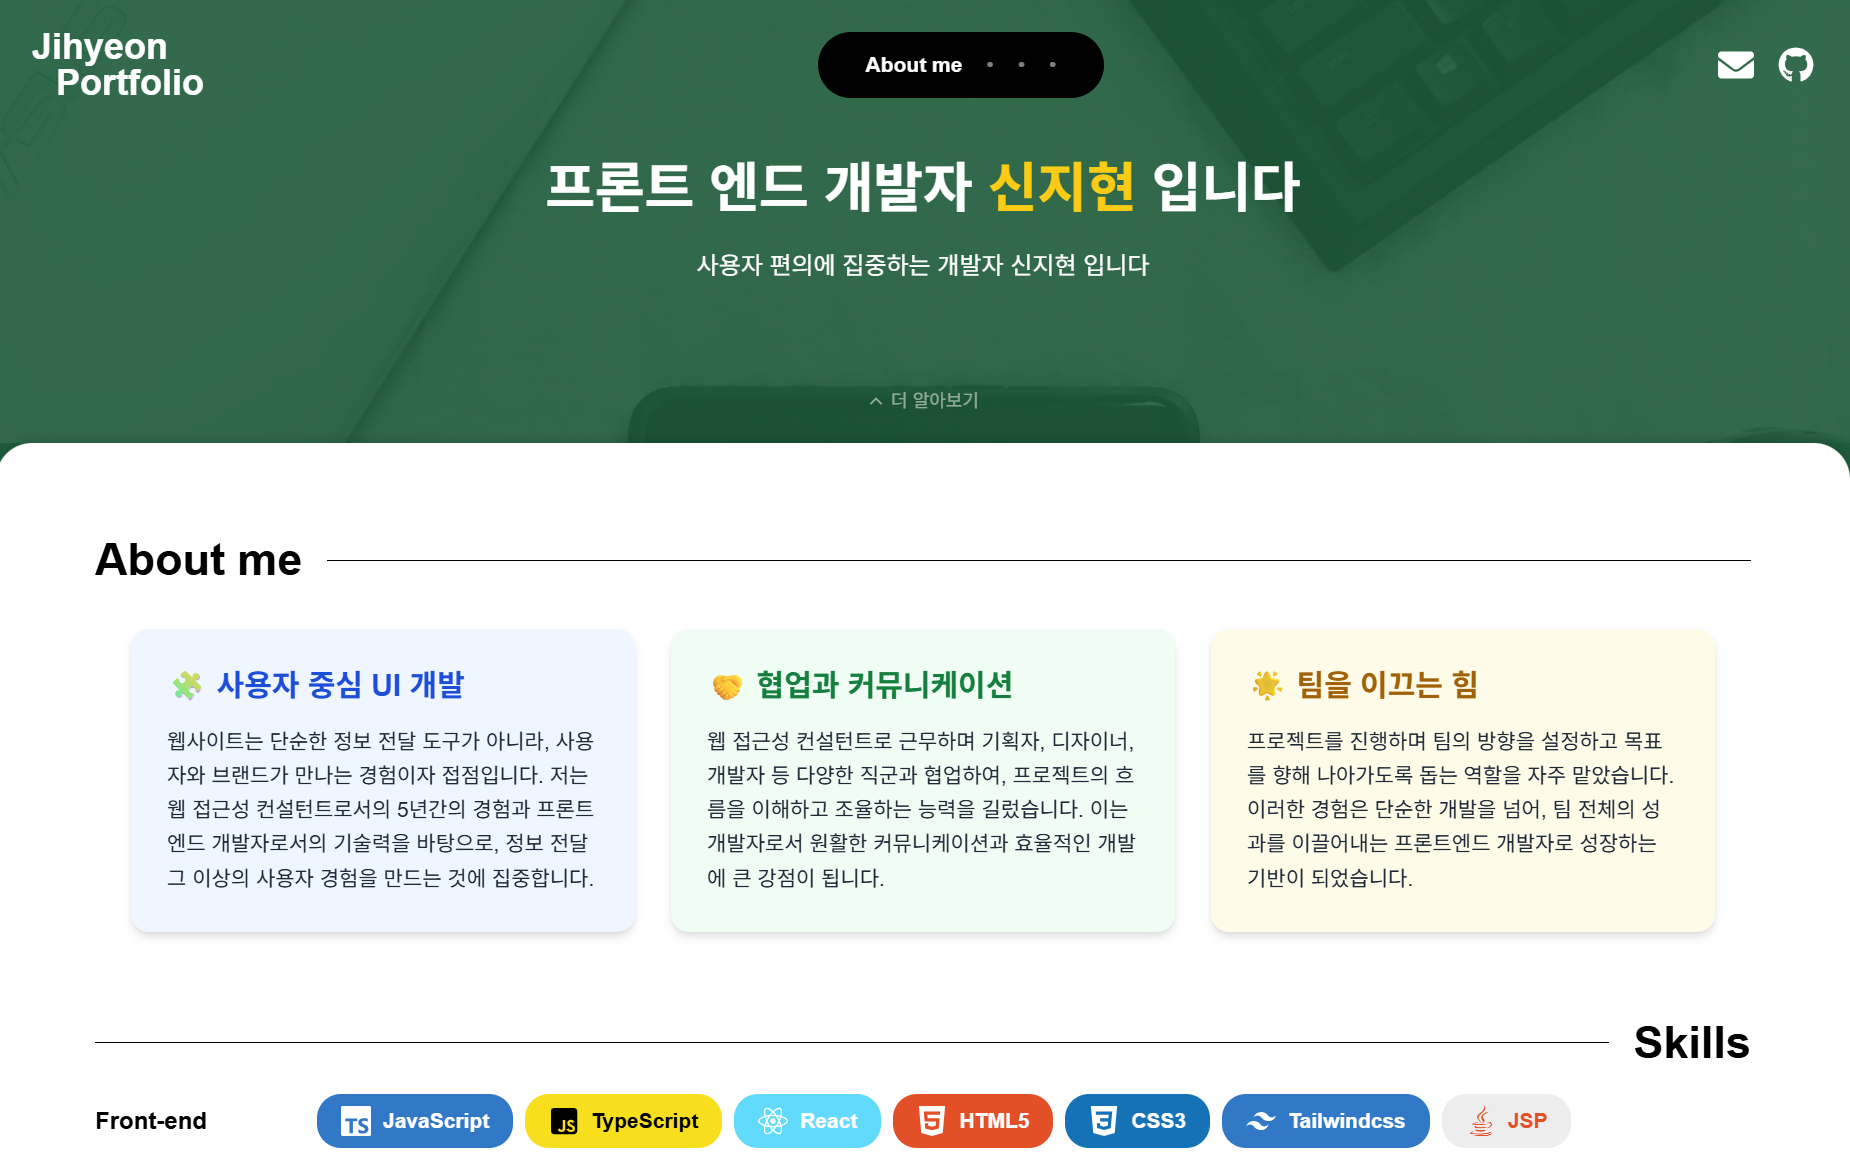 Jihyeon
Portfolio
About me
프론트 엔드 개발자 신지현 입니다
사용자 편의에 집중하는 개발자 신지현 입니다
더 알아보기
About me
사용자 중심 UI 개발
웹사이트는 단순한 정보 전달 도구가 아니라, 사용
자와 브랜드가 만나는 경험이자 접점입니다. 저는
웹 접근성 컨설턴트로서의 5년간의 경험과 프론트
엔드 개발자로서의 기술력을 바탕으로, 정보 전달
그 이상의 사용자 경험을 만드는 것에 집중합니다.
협업과 커뮤니케이션
웹 접근성 컨설턴트로 근무하며 기획자, 디자이너,
개발자 등 다양한 직군과 협업하여, 프로젝트의 흐
름을 이해하고 조율하는 능력을 길렀습니다. 이는
개발자로서 원활한 커뮤니케이션과 효율적인 개발
에 큰 강점이 됩니다.
팀을 이끄는 힘
프로젝트를 진행하며 팀의 방향을 설정하고 목표
를 향해 나아가도록 돕는 역할을 자주 맡았습니다.
이러한 경험은 단순한 개발을 넘어, 팀 전체의 성
과를 이끌어내는 프론트엔드 개발자로 성장하는
기반이 되었습니다.
Skills
Front-end
TS JavaScript
JS TypeScript
React
5 HTML5
3 CSS3
Tailwindcss
JSP